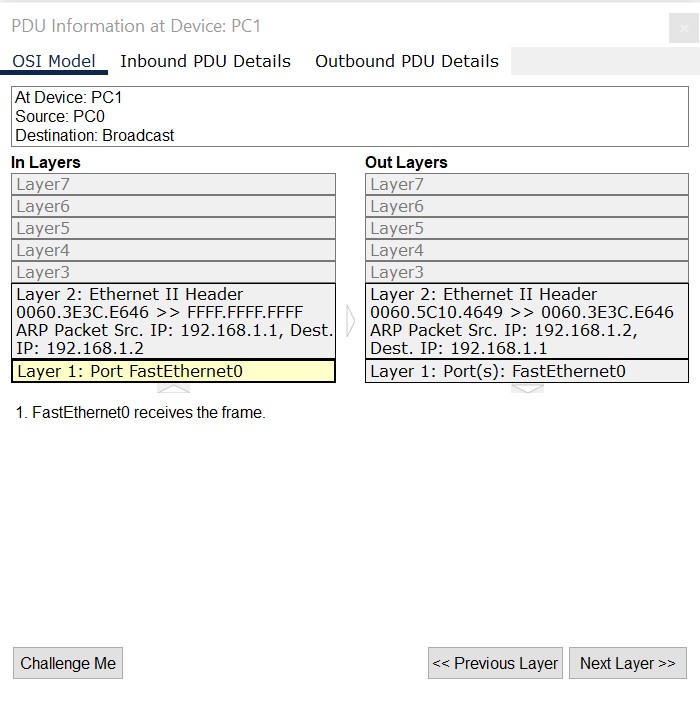 PDU Information at Device: PC1
OSI Model Inbound PDU Details Outbound PDU Details
At Device: PC1
Source: PC0
Destination: Broadcast
In Layers
Layer7
Layer6
Layer5
Layer4
Layer3
Layer 2: Ethernet II Header
0060.3E3C.E646 >> FFFF.FFFF.FFFF
ARP Packet Src. IP: 192.168.1.1, Dest.
IP: 192.168.1.2
Layer 1: Port FastEthernet0
Out Layers
Layer7
Layer6
Layer5
Layer4
Layer3
Layer 2: Ethernet II Header
0060.5C10.4649 >> 0060.3E3C.E646
ARP Packet Src. IP: 192.168.1.2,
Dest. IP: 192.168.1.1
Layer 1: Port(s): FastEthernet0
1. FastEthernet0 receives the frame.
Challenge Me
<< Previous Layer
Next Layer >>